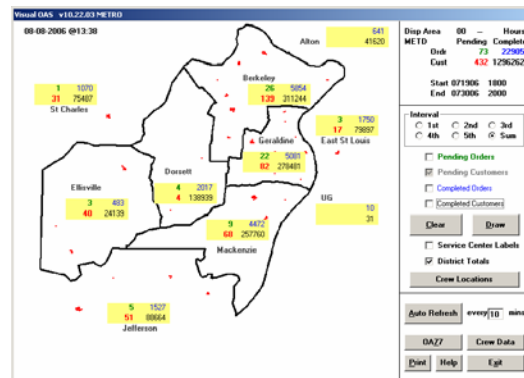 Visual OAS v10.22.03 METRO
08-08-2006 @13:38
Alton
641
41620
Berkeley
26 5854
139 311244
1 1070
31 75487
St Charles
3 1750
17 79897
East St Louis
Geraldine
22 5081
82 278481
Dorsett
4 2017
4 138939
Ellisville
3 483
40 24139
UG
10
31
9 4472
68 257760
Mackenzie
5 1527
51 88664
Jefferson
Disp Area 00 - Hours
METD Pending Complete
Ordr 73 22905
Cust 432 1296262
Start 071906 1800
End 073006 2000
Interval
1st 2nd 3rd
4th 5th Sum
Pending Orders
Pending Customers
Completed Orders
Completed Customers
Clear Draw
Service Center Labels
District Totals
Crew Locations
Auto Refresh every 10 mins
OAZ7 Crew Data
Print Help Exit